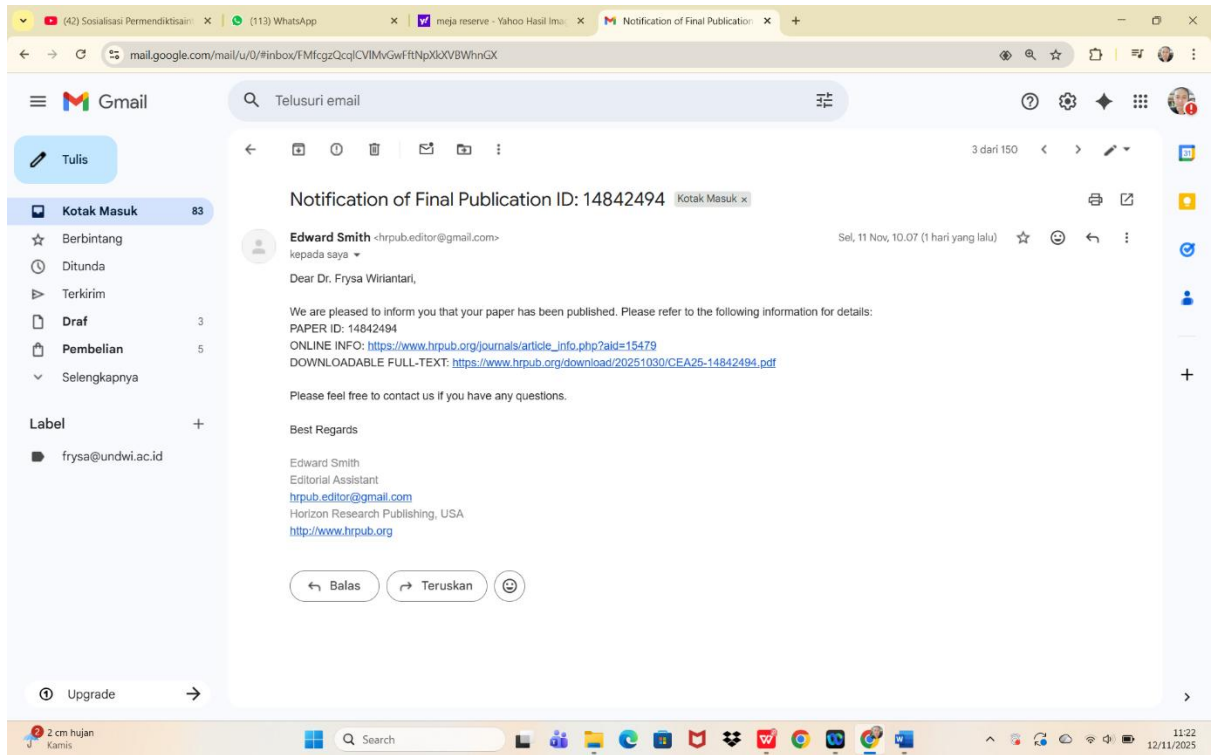 (42) Sosialisasi Permendiktisaim
(113) WhatsApp
meja reserve - Yahoo Hasil Ima
Notification of Final Publication
mail.google.com/mail/u/0/#inbox/FMfcgzQcqlCVlMvGwFftNpXkXVBWhnGX
Gmail
Telusuri email
Tulis
3 dari 150
Kotak Masuk 83
Berbintang
Ditunda
Terkirim
Draf 3
Pembelian 5
Selengkapnya
Label
frysa@undwi.ac.id
Upgrade
Notification of Final Publication ID: 14842494 Kotak Masuk x
Edward Smith <hrpub.editor@gmail.com> Sel, 11 Nov, 10.07 (1 hari yang lalu)
kepada saya
Dear Dr. Frysa Wiriantari,
We are pleased to inform you that your paper has been published. Please refer to the following information for details:
PAPER ID: 14842494
ONLINE INFO: https://www.hrpub.org/journals/article_info.php?aid=15479
DOWNLOADABLE FULL-TEXT: https://www.hrpub.org/download/20251030/CEA25-14842494.pdf
Please feel free to contact us if you have any questions.
Best Regards
Edward Smith
Editorial Assistant
hrpub.editor@gmail.com
Horizon Research Publishing, USA
http://www.hrpub.org
Balas
Teruskan
31
2
2 cm hujan
Kamis
Search
11:22
12/11/2025